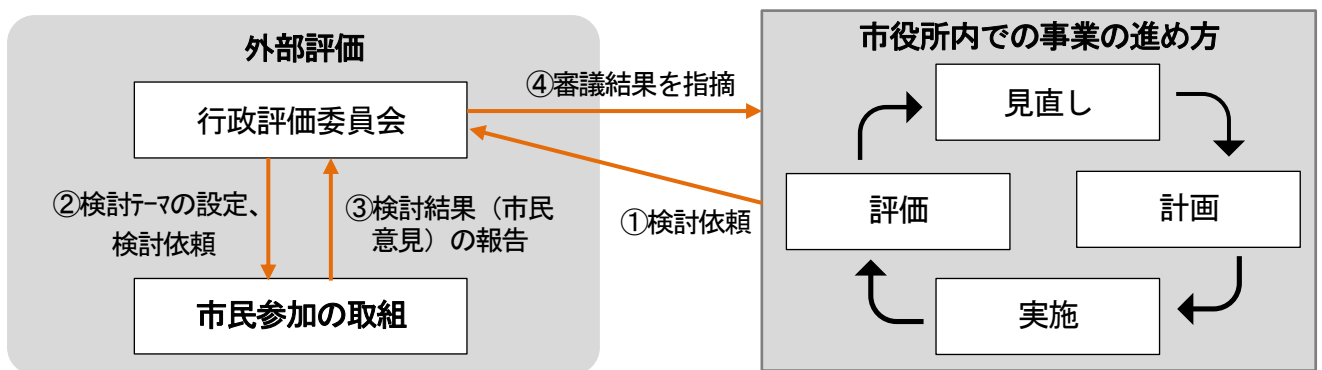 外部評価
行政評価委員会
②検討テーマの設定、
検討依頼
③検討結果（市民
意見）の報告
市民参加の取組
④審議結果を指摘
①検討依頼
市役所内での事業の進め方
見直し
評価
計画
実施